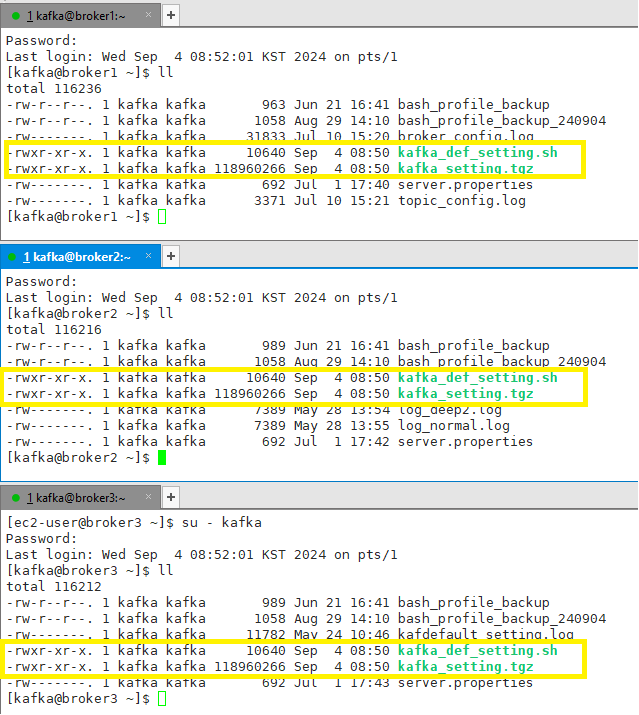 1 kafka@broker1:~ × +
Password:
Last login: Wed Sep  4 08:52:01 KST 2024 on pts/1
[kafka@broker1 ~]$ ll
total 116236
-rw-r--r--. 1 kafka kafka       963 Jun 21 16:41 bash_profile_backup
-rw-r--r--. 1 kafka kafka      1058 Aug 29 14:10 bash_profile_backup_240904
-rw-------. 1 kafka kafka     31833 Jul 10 15:20 broker_config.log
-rwxr-xr-x. 1 kafka kafka     10640 Sep  4 08:50 kafka_def_setting.sh
-rwxr-xr-x. 1 kafka kafka 118960266 Sep  4 08:50 kafka_setting.tgz
-rw-------. 1 kafka kafka       692 Jul  1 17:40 server.properties
-rw-------. 1 kafka kafka      3371 Jul 10 15:21 topic_config.log
[kafka@broker1 ~]$
1 kafka@broker2:~ × +
Password:
Last login: Wed Sep  4 08:52:01 KST 2024 on pts/1
[kafka@broker2 ~]$ ll
total 116216
-rw-r--r--. 1 kafka kafka       989 Jun 21 16:41 bash_profile_backup
-rw-r--r--. 1 kafka kafka      1058 Aug 29 14:10 bash_profile_backup_240904
-rwxr-xr-x. 1 kafka kafka     10640 Sep  4 08:50 kafka_def_setting.sh
-rwxr-xr-x. 1 kafka kafka 118960266 Sep  4 08:50 kafka_setting.tgz
-rw-------. 1 kafka kafka      7389 May 28 13:54 log_deep2.log
-rw-------. 1 kafka kafka      7389 May 28 13:55 log_normal.log
-rw-------. 1 kafka kafka       692 Jul  1 17:42 server.properties
[kafka@broker2 ~]$
1 kafka@broker3:~ × +
[ec2-user@broker3 ~]$ su - kafka
Password:
Last login: Wed Sep  4 08:52:01 KST 2024 on pts/1
[kafka@broker3 ~]$ ll
total 116212
-rw-r--r--. 1 kafka kafka       989 Jun 21 16:41 bash_profile_backup
-rw-r--r--. 1 kafka kafka      1058 Aug 29 14:10 bash_profile_backup_240904
-rw-------. 1 kafka kafka     11782 May 24 10:46 kafdefault_setting.log
-rwxr-xr-x. 1 kafka kafka     10640 Sep  4 08:50 kafka_def_setting.sh
-rwxr-xr-x. 1 kafka kafka 118960266 Sep  4 08:50 kafka_setting.tgz
-rw-------. 1 kafka kafka       692 Jul  1 17:43 server.properties
[kafka@broker3 ~]$